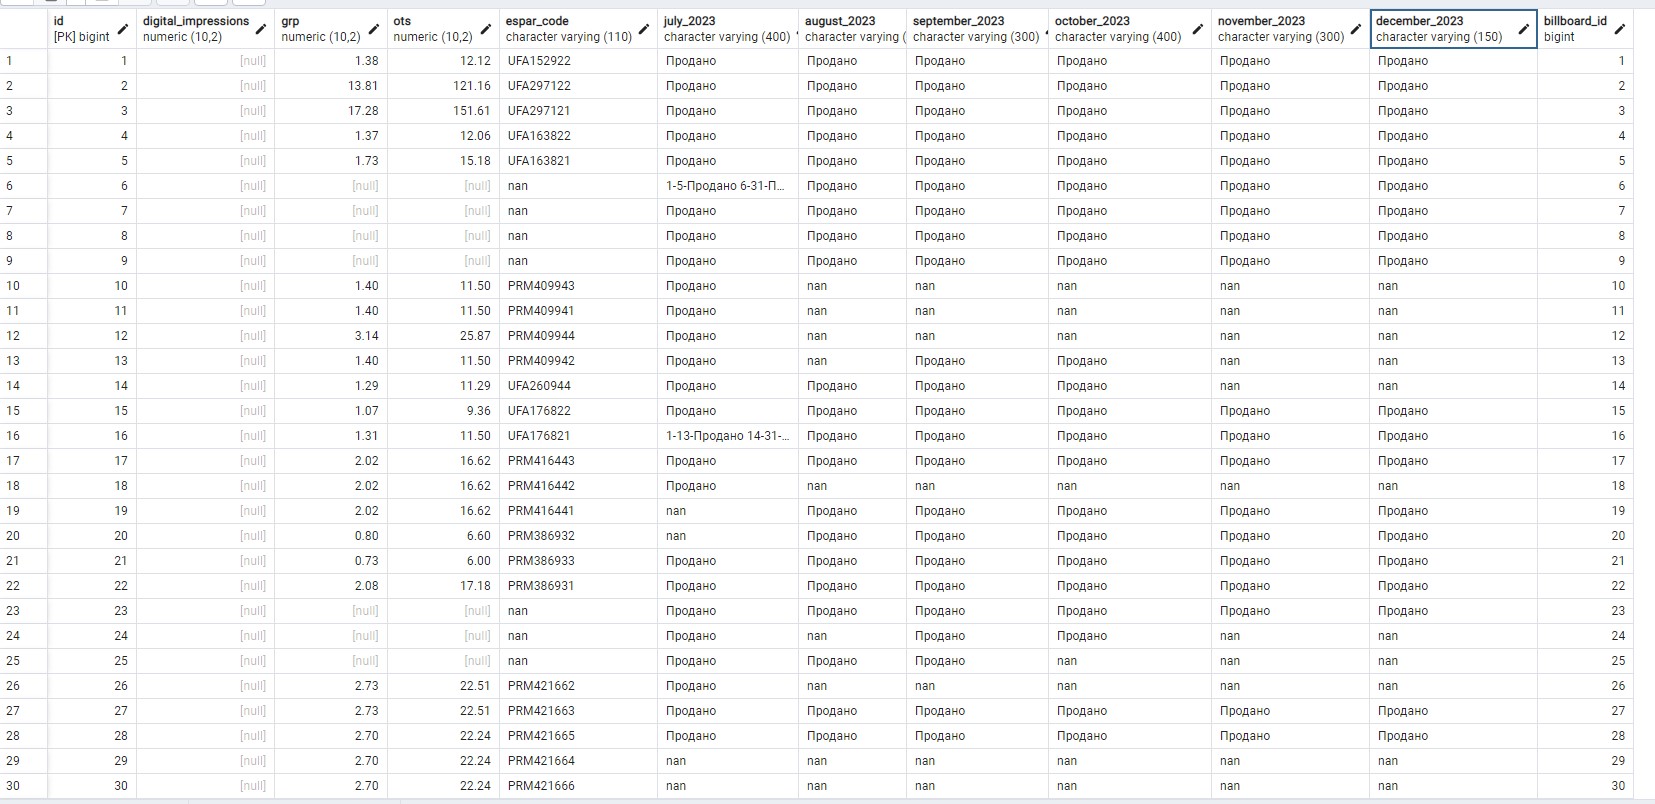 id digital_impressions grp ots espar_code july_2023 august_2023 september_2023 october_2023 november_2023 december_2023 billboard_id
[PK] bigint numeric (10,2) numeric (10,2) numeric (10,2) character varying (110) character varying (400) character varying ( character varying (300) character varying (400) character varying (300) character varying (150) bigint
1 1 [null] 1.38 12.12 UFA152922 Продано Продано Продано Продано Продано Продано 1
2 2 [null] 13.81 121.16 UFA297122 Продано Продано Продано Продано Продано Продано 2
3 3 [null] 17.28 151.61 UFA297121 Продано Продано Продано Продано Продано Продано 3
4 4 [null] 1.37 12.06 UFA163822 Продано Продано Продано Продано Продано Продано 4
5 5 [null] 1.73 15.18 UFA163821 Продано Продано Продано Продано Продано Продано 5
6 6 [null] [null] [null] nan 1-5-Продано 6-31-П... Продано Продано Продано Продано Продано 6
7 7 [null] [null] [null] nan Продано Продано Продано Продано Продано Продано 7
8 8 [null] [null] [null] nan Продано Продано Продано Продано Продано Продано 8
9 9 [null] [null] [null] nan Продано Продано Продано Продано Продано Продано 9
10 10 [null] 1.40 11.50 PRM409943 Продано nan nan nan nan nan 10
11 11 [null] 1.40 11.50 PRM409941 Продано nan nan nan nan nan 11
12 12 [null] 3.14 25.87 PRM409944 Продано nan nan nan nan nan 12
13 13 [null] 1.40 11.50 PRM409942 Продано nan Продано Продано nan nan 13
14 14 [null] 1.29 11.29 UFA260944 Продано Продано Продано Продано nan nan 14
15 15 [null] 1.07 9.36 UFA176822 Продано Продано Продано Продано Продано Продано 15
16 16 [null] 1.31 11.50 UFA176821 1-13-Продано 14-31-... Продано Продано Продано Продано Продано 16
17 17 [null] 2.02 16.62 PRM416443 Продано Продано Продано Продано Продано Продано 17
18 18 [null] 2.02 16.62 PRM416442 Продано nan nan nan nan nan 18
19 19 [null] 2.02 16.62 PRM416441 nan Продано Продано Продано Продано Продано 19
20 20 [null] 0.80 6.60 PRM386932 nan Продано Продано Продано Продано Продано 20
21 21 [null] 0.73 6.00 PRM386933 Продано Продано Продано Продано Продано Продано 21
22 22 [null] 2.08 17.18 PRM386931 Продано Продано Продано Продано Продано Продано 22
23 23 [null] [null] [null] nan Продано Продано Продано Продано Продано Продано 23
24 24 [null] [null] [null] nan Продано nan Продано Продано nan nan 24
25 25 [null] [null] [null] nan Продано Продано Продано nan nan nan 25
26 26 [null] 2.73 22.51 PRM421662 Продано nan nan nan nan nan 26
27 27 [null] 2.73 22.51 PRM421663 Продано Продано Продано Продано Продано Продано 27
28 28 [null] 2.70 22.24 PRM421665 Продано Продано Продано Продано Продано Продано 28
29 29 [null] 2.70 22.24 PRM421664 nan nan nan nan nan nan 29
30 30 [null] 2.70 22.24 PRM421666 nan nan nan nan nan nan 30